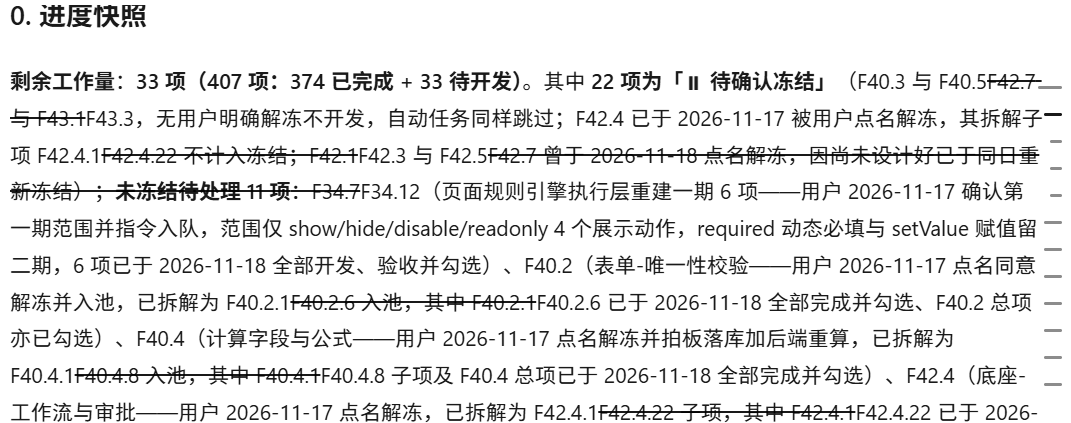 0. 进度快照
剩余工作量：33 项（407 项：374 已完成 + 33 待开发）。其中 22 项为「⏸ 待确认冻结」（F40.3 与 F40.5F42.7
与 F43.1F43.3，无用户明确解冻不开发，自动任务同样跳过；F42.4 已于 2026-11-17 被用户点名解冻，其拆解子
项 F42.4.1F42.4.22 不计入冻结；F42.1F42.3 与 F42.5F42.7 曾于 2026-11-18 点名解冻，因尚未设计好已于同日重
新冻结）；未冻结待处理 11 项：F34.7F34.12（页面规则引擎执行层重建一期 6 项——用户 2026-11-17 确认第
一期范围并指令入队，范围仅 show/hide/disable/readonly 4 个展示动作，required 动态必填与 setValue 赋值留
二期，6 项已于 2026-11-18 全部开发、验收并勾选）、F40.2（表单-唯一性校验——用户 2026-11-17 点名同意
解冻并入池，已拆解为 F40.2.1F40.2.6 入池，其中 F40.2.1F40.2.6 已于 2026-11-18 全部完成并勾选、F40.2 总项
亦已勾选）、F40.4（计算字段与公式——用户 2026-11-17 点名解冻并拍板落库加后端重算，已拆解为
F40.4.1F40.4.8 入池，其中 F40.4.1F40.4.8 子项及 F40.4 总项已于 2026-11-18 全部完成并勾选）、F42.4（底座-
工作流与审批——用户 2026-11-17 点名解冻，已拆解为 F42.4.1F42.4.22 子项，其中 F42.4.1F42.4.22 已于 2026-